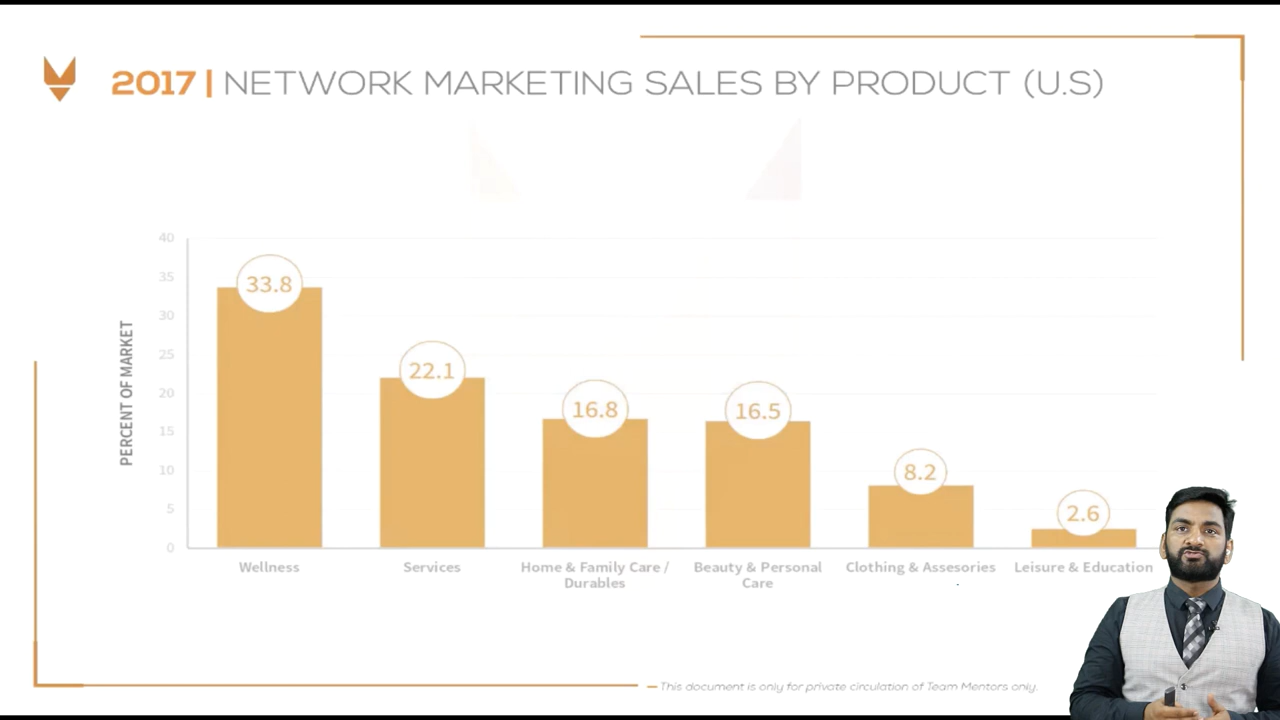 2017 | NETWORK MARKETING SALES BY PRODUCT (U.S)
PERCENT OF MARKET
40
35
30
25
20
15
10
5
0
33.8
22.1
16.8
16.5
8.2
2.6
Wellness
Services
Home & Family Care /
Durables
Beauty & Personal
Care
Clothing & Assesories
Leisure & Education
This document is only for private circulation of Team Mentors only.